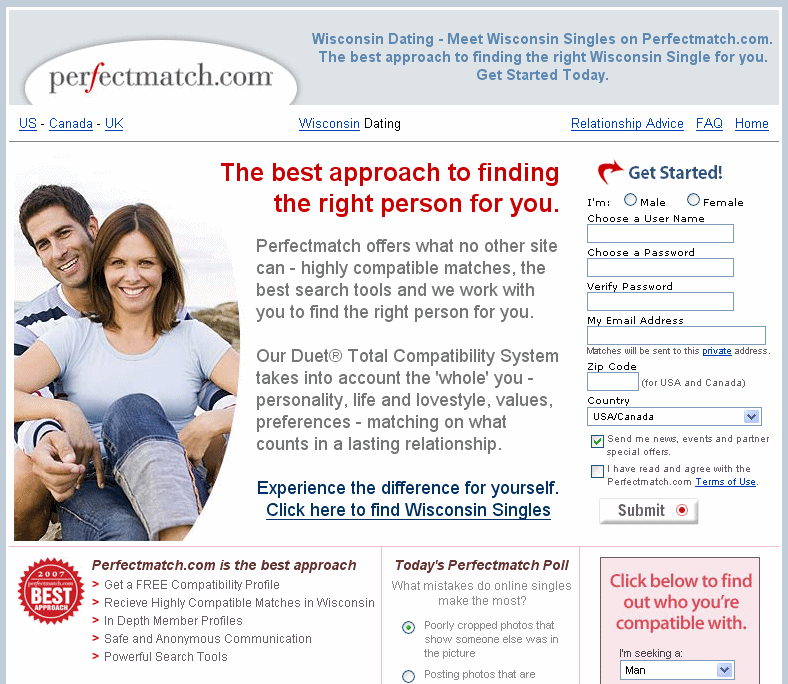 Wisconsin Dating - Meet Wisconsin Singles on Perfectmatch.com.
The best approach to finding the right Wisconsin Single for you.
Get Started Today.
perfectmatch.com
US - Canada - UK
Wisconsin Dating
Relationship Advice FAQ Home
The best approach to finding
the right person for you.
Perfectmatch offers what no other site
can - highly compatible matches, the
best search tools and we work with
you to find the right person for you.
Our Duet® Total Compatibility System
takes into account the 'whole' you -
personality, life and lovestyle, values,
preferences - matching on what
counts in a lasting relationship.
Experience the difference for yourself.
Click here to find Wisconsin Singles
Get Started!
I'm: Male Female
Choose a User Name
Choose a Password
Verify Password
My Email Address
Matches will be sent to this private address.
Zip Code
(for USA and Canada)
Country
USA/Canada
Send me news, events and partner
special offers.
I have read and agree with the
Perfectmatch.com Terms of Use.
Submit
2007
perfectmatch.com
BEST
APPROACH
Perfectmatch.com is the best approach
> Get a FREE Compatibility Profile
> Recieve Highly Compatible Matches in Wisconsin
> In Depth Member Profiles
> Safe and Anonymous Communication
> Powerful Search Tools
Today's Perfectmatch Poll
What mistakes do online singles
make the most?
Poorly cropped photos that
show someone else was in
the picture
Posting photos that are
Click below to find
out who you're
compatible with.
I'm seeking a:
Man